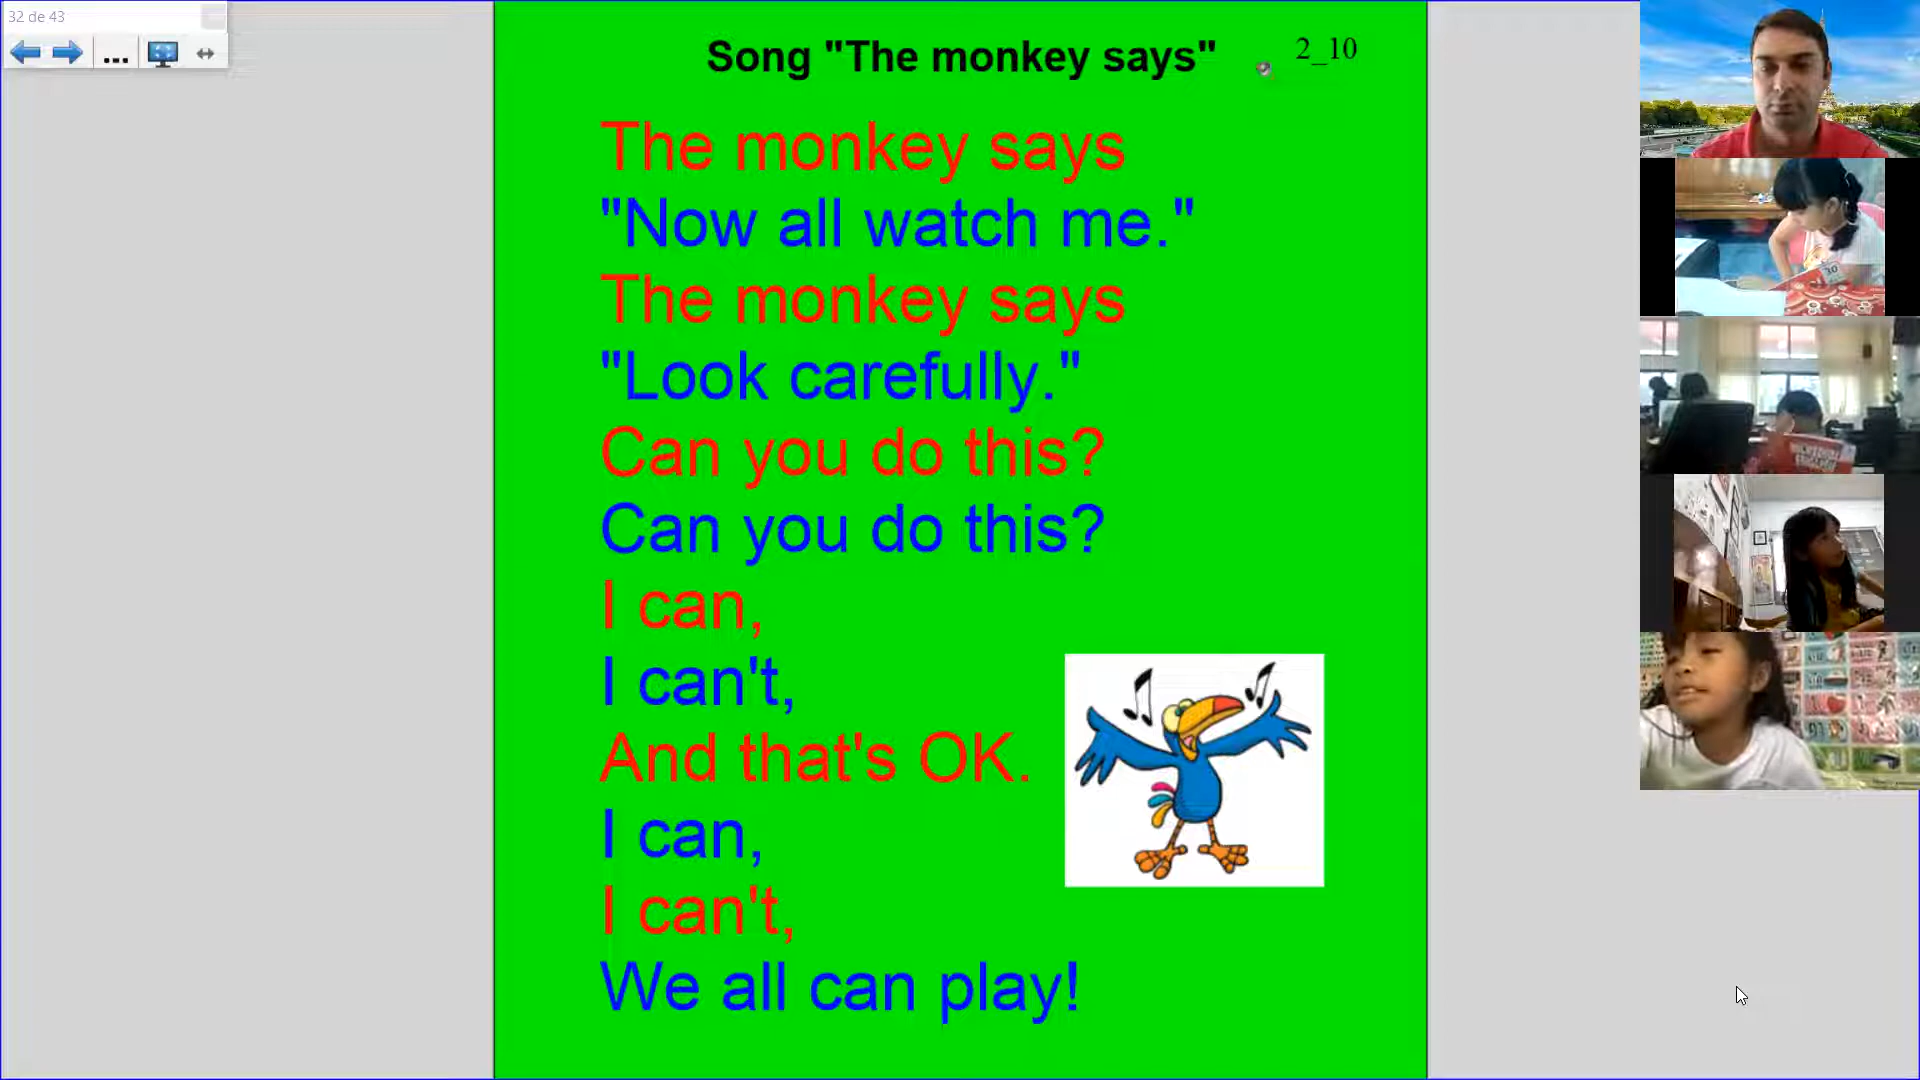 32 de 43
Song "The monkey says"
2_10
The monkey says
"Now all watch me."
The monkey says
"Look carefully."
Can you do this?
Can you do this?
I can,
I can't,
And that's OK.
I can,
I can't,
We all can play!